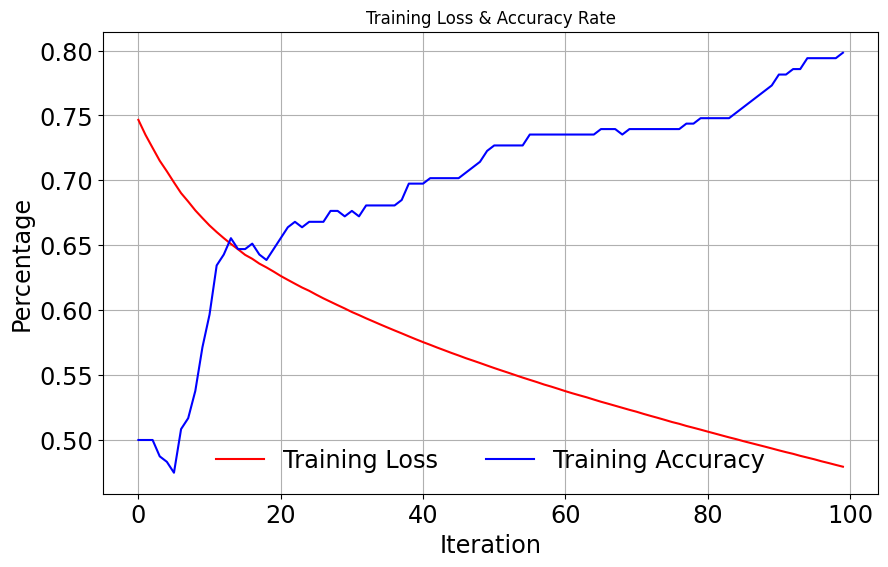 Training Loss & Accuracy Rate
Percentage
0.80
0.75
0.70
0.65
0.60
0.55
0.50
Training Loss
Training Accuracy
0
20
40
60
80
100
Iteration